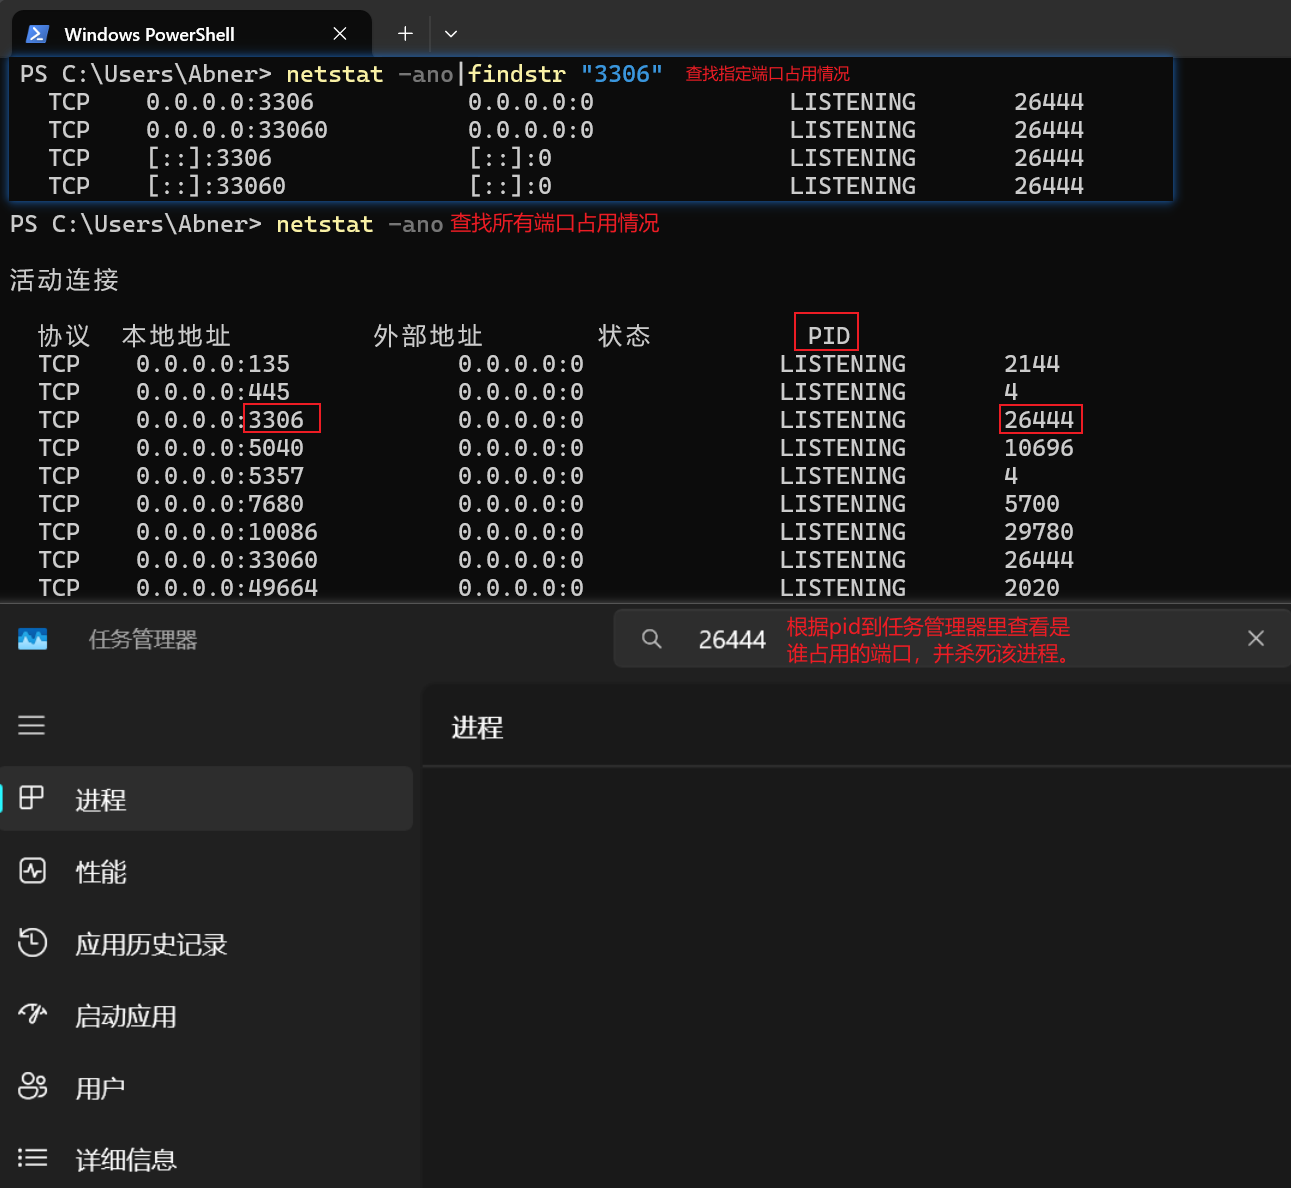 Windows PowerShell
PS C:\Users\Abner> netstat -ano|findstr "3306" 查找指定端口占用情况
TCP 0.0.0.0:3306 0.0.0.0:0 LISTENING 26444
TCP 0.0.0.0:33060 0.0.0.0:0 LISTENING 26444
TCP [::]:3306 [::]:0 LISTENING 26444
TCP [::]:33060 [::]:0 LISTENING 26444
PS C:\Users\Abner> netstat -ano 查找所有端口占用情况
活动连接
协议 本地地址 外部地址 状态 PID
TCP 0.0.0.0:135 0.0.0.0:0 LISTENING 2144
TCP 0.0.0.0:445 0.0.0.0:0 LISTENING 4
TCP 0.0.0.0:3306 0.0.0.0:0 LISTENING 26444
TCP 0.0.0.0:5040 0.0.0.0:0 LISTENING 10696
TCP 0.0.0.0:5357 0.0.0.0:0 LISTENING 4
TCP 0.0.0.0:7680 0.0.0.0:0 LISTENING 5700
TCP 0.0.0.0:10086 0.0.0.0:0 LISTENING 29780
TCP 0.0.0.0:33060 0.0.0.0:0 LISTENING 26444
TCP 0.0.0.0:49664 0.0.0.0:0 LISTENING 2020
任务管理器
26444
根据pid到任务管理器里查看是
谁占用的端口，并杀死该进程。
进程
进程
性能
应用历史记录
启动应用
用户
详细信息